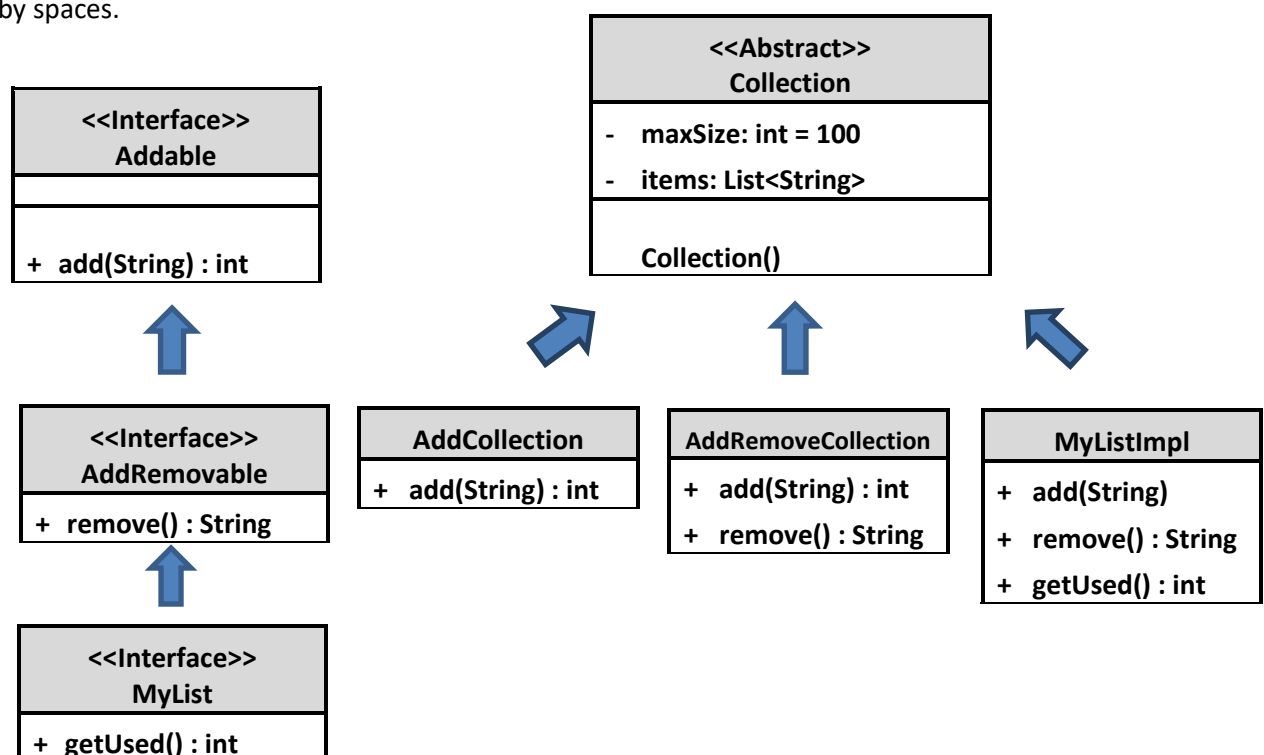 by spaces.
<<Interface>>
Addable
+ add(String) : int
<<Abstract>>
Collection
- maxSize: int = 100
- items: List<String>
Collection()
<<Interface>>
AddRemovable
+ remove() : String
AddCollection
+ add(String) : int
AddRemoveCollection
+ add(String) : int
+ remove() : String
MyListImpl
+ add(String)
+ remove() : String
+ getUsed() : int
<<Interface>>
MyList
+ getUsed() : int